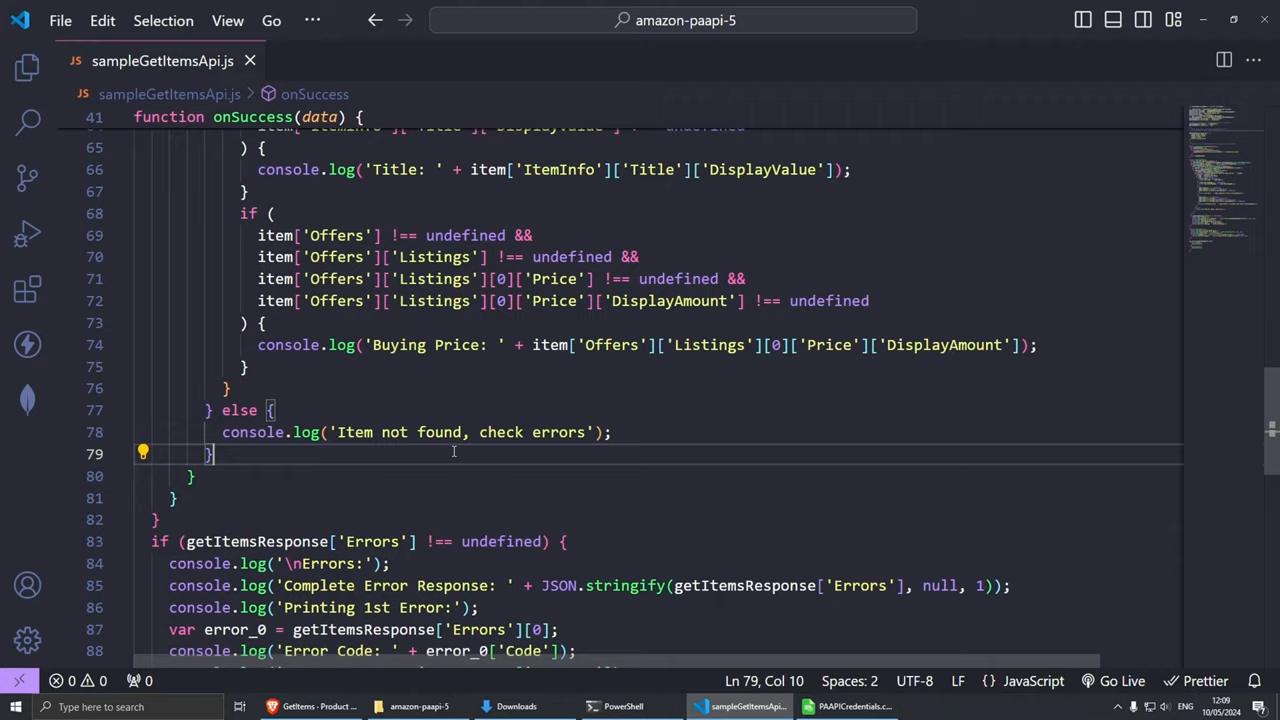 File Edit Selection View Go ··· amazon-paapi-5
JS sampleGetItemsApi.js
JS sampleGetItemsApi.js > onSuccess
41 function onSuccess(data) {
65 ) {
66 console.log('Title: ' + item['ItemInfo']['Title']['DisplayValue']);
67 }
68 if (
69 item['Offers'] !== undefined &&
70 item['Offers']['Listings'] !== undefined &&
71 item['Offers']['Listings'][0]['Price'] !== undefined &&
72 item['Offers']['Listings'][0]['Price']['DisplayAmount'] !== undefined
73 ) {
74 console.log('Buying Price: ' + item['Offers']['Listings'][0]['Price']['DisplayAmount']);
75 }
76 }
77 } else {
78 console.log('Item not found, check errors');
79 }
80 }
81 }
82 }
83 if (getItemsResponse['Errors'] !== undefined) {
84 console.log('\nErrors:');
85 console.log('Complete Error Response: ' + JSON.stringify(getItemsResponse['Errors'], null, 1));
86 console.log('Printing 1st Error:');
87 var error_0 = getItemsResponse['Errors'][0];
88 console.log('Error Code: ' + error_0['Code']);
0 0 0 Ln 79, Col 10 Spaces: 2 UTF-8 LF {} JavaScript Go Live Prettier
Type here to search GetItems - Product ... amazon-paapi-5 Downloads PowerShell sampleGetItemsApi... PAAPICredentials.c... ENG 12:09
10/05/2024